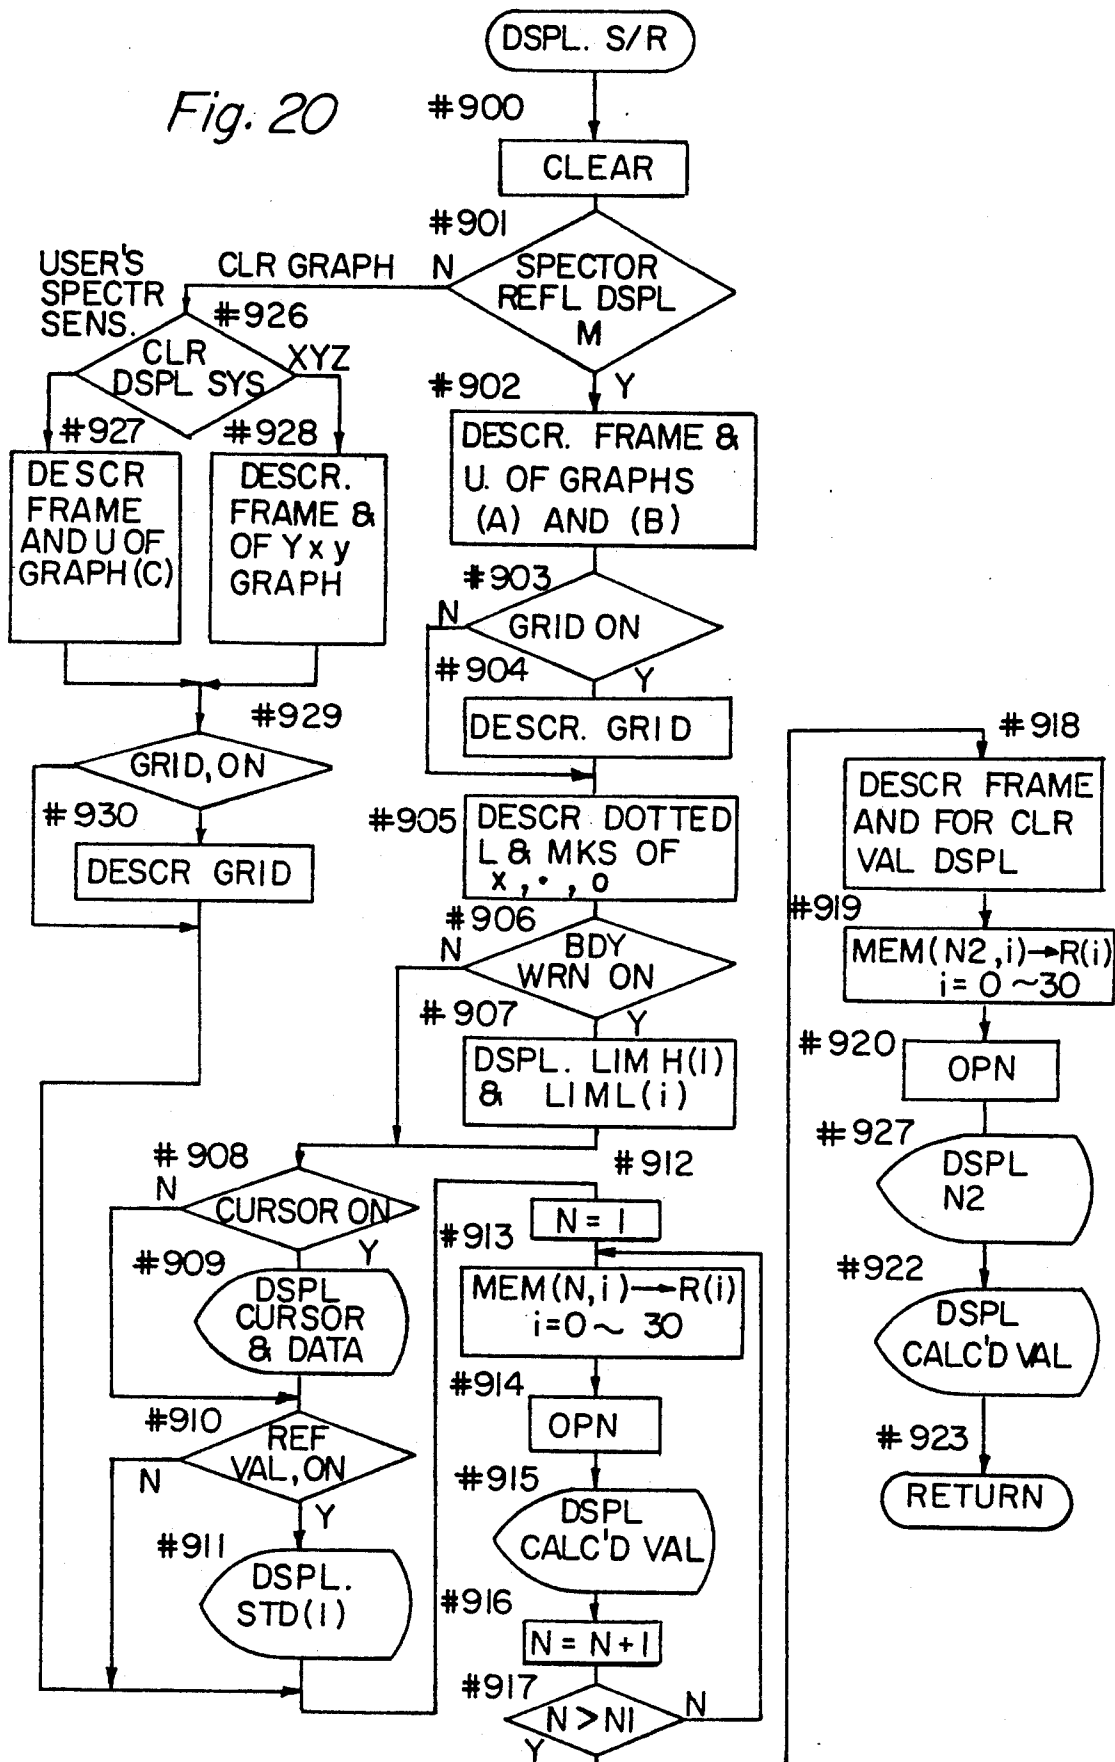 Fig. 20
DSPL. S/R
#900
CLEAR
#901
SPECTOR
REFL DSPL
M
N
CLR GRAPH
Y
USER'S
SPECTR
SENS.
#926
CLR
DSPL SYS
XYZ
#927
DESCR
FRAME
AND U OF
GRAPH (C)
#928
DESCR.
FRAME &
OF Y x y
GRAPH
#929
GRID, ON
#930
DESCR GRID
#902
DESCR. FRAME &
U. OF GRAPHS
(A) AND (B)
#903
N
GRID ON
Y
#904
DESCR. GRID
#905
DESCR DOTTED
L & MKS OF
x, •, o
#906
N
BDY
WRN ON
Y
#907
DSPL. LIM H(i)
& LIML(i)
#908
N
CURSOR ON
Y
#909
DSPL
CURSOR
& DATA
#910
REF
VAL, ON
N
Y
#911
DSPL.
STD(I)
#912
N = 1
#913
MEM(N,i)→R(i)
i=0 ~ 30
#914
OPN
#915
DSPL
CALC'D VAL
#916
N = N+1
#917
N > N1
N
Y
#918
DESCR FRAME
AND FOR CLR
VAL DSPL
#919
MEM(N2,i)→R(i)
i= 0 ~30
#920
OPN
#927
DSPL
N2
#922
DSPL
CALC'D VAL
#923
RETURN